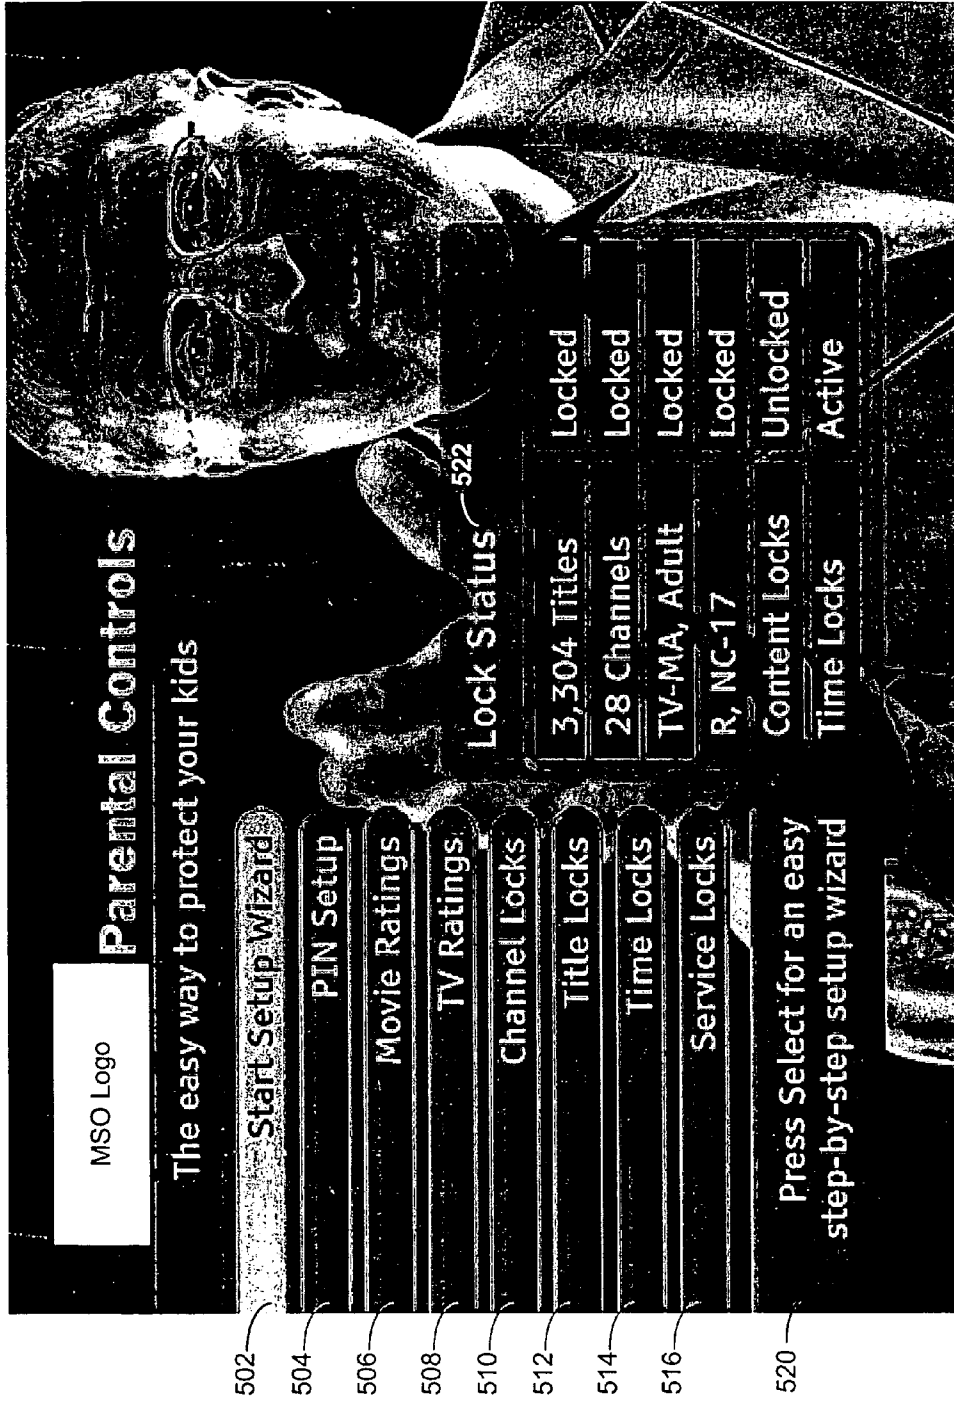 MSO Logo
Parental Controls
The easy way to protect your kids
502
Start Setup Wizard
504
PIN Setup
506
Movie Ratings
508
TV Ratings
510
Channel Locks
512
Title Locks
514
Time Locks
516
Service Locks
520
Press Select for an easy
step-by-step setup wizard
Lock Status
522
3,304 Titles Locked
28 Channels Locked
TV-MA, Adult Locked
R, NC-17 Locked
Content Locks Unlocked
Time Locks Active